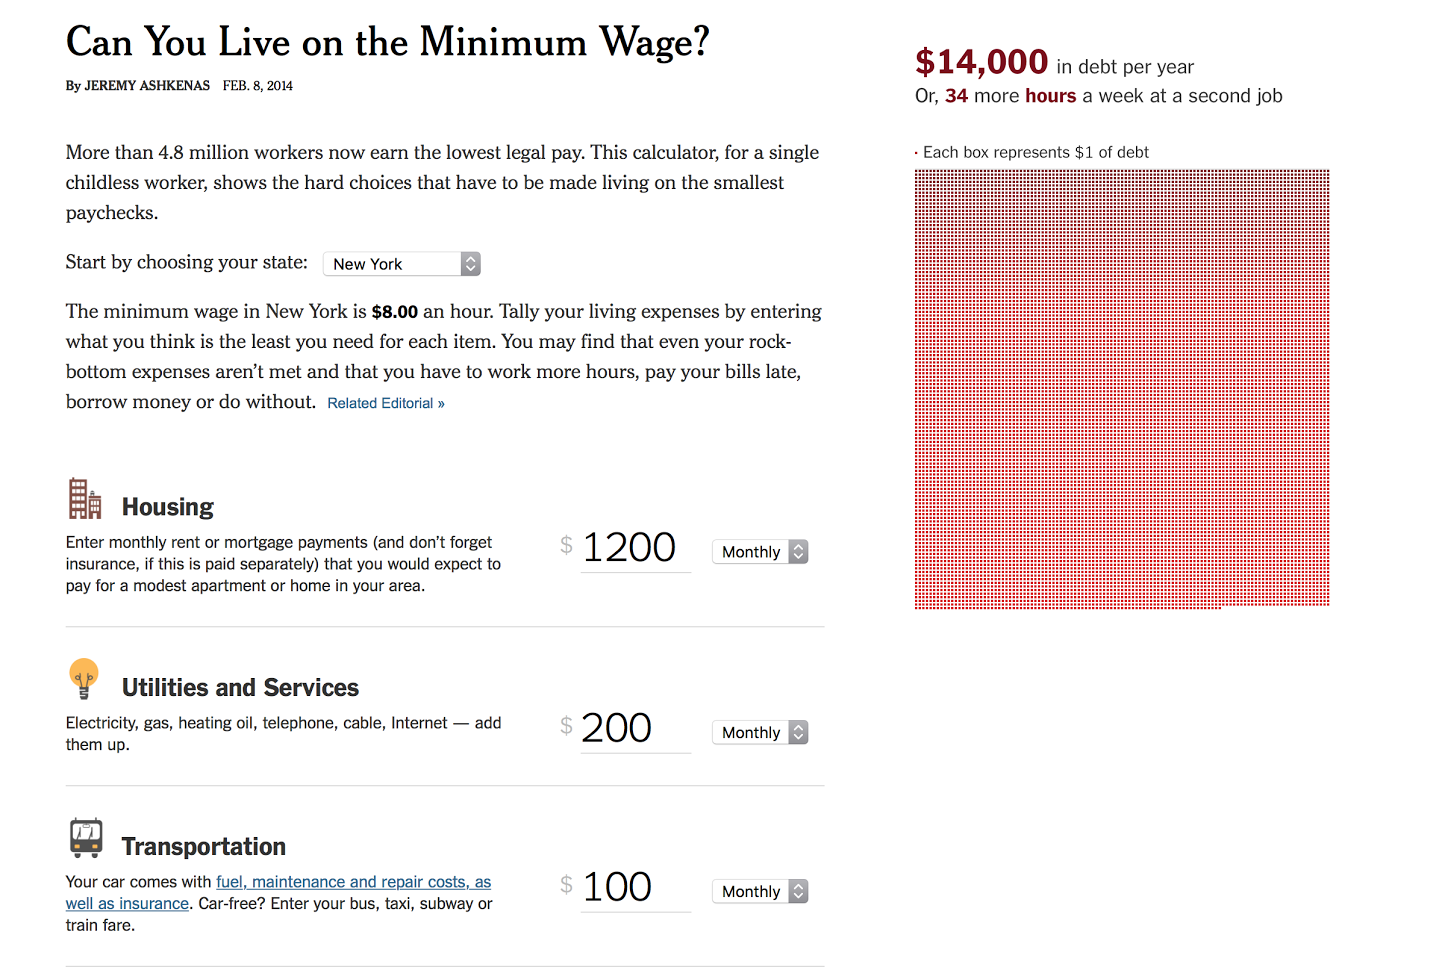 Can You Live on the Minimum Wage?
By JEREMY ASHKENAS FEB. 8, 2014
More than 4.8 million workers now earn the lowest legal pay. This calculator, for a single
childless worker, shows the hard choices that have to be made living on the smallest
paychecks.
Start by choosing your state: New York
The minimum wage in New York is $8.00 an hour. Tally your living expenses by entering
what you think is the least you need for each item. You may find that even your rock-
bottom expenses aren’t met and that you have to work more hours, pay your bills late,
borrow money or do without. Related Editorial »
Housing
Enter monthly rent or mortgage payments (and don’t forget
insurance, if this is paid separately) that you would expect to
pay for a modest apartment or home in your area.
$ 1200 Monthly
Utilities and Services
Electricity, gas, heating oil, telephone, cable, Internet — add
them up.
$ 200 Monthly
Transportation
Your car comes with fuel, maintenance and repair costs, as
well as insurance. Car-free? Enter your bus, taxi, subway or
train fare.
$ 100 Monthly
$14,000 in debt per year
Or, 34 more hours a week at a second job
Each box represents $1 of debt